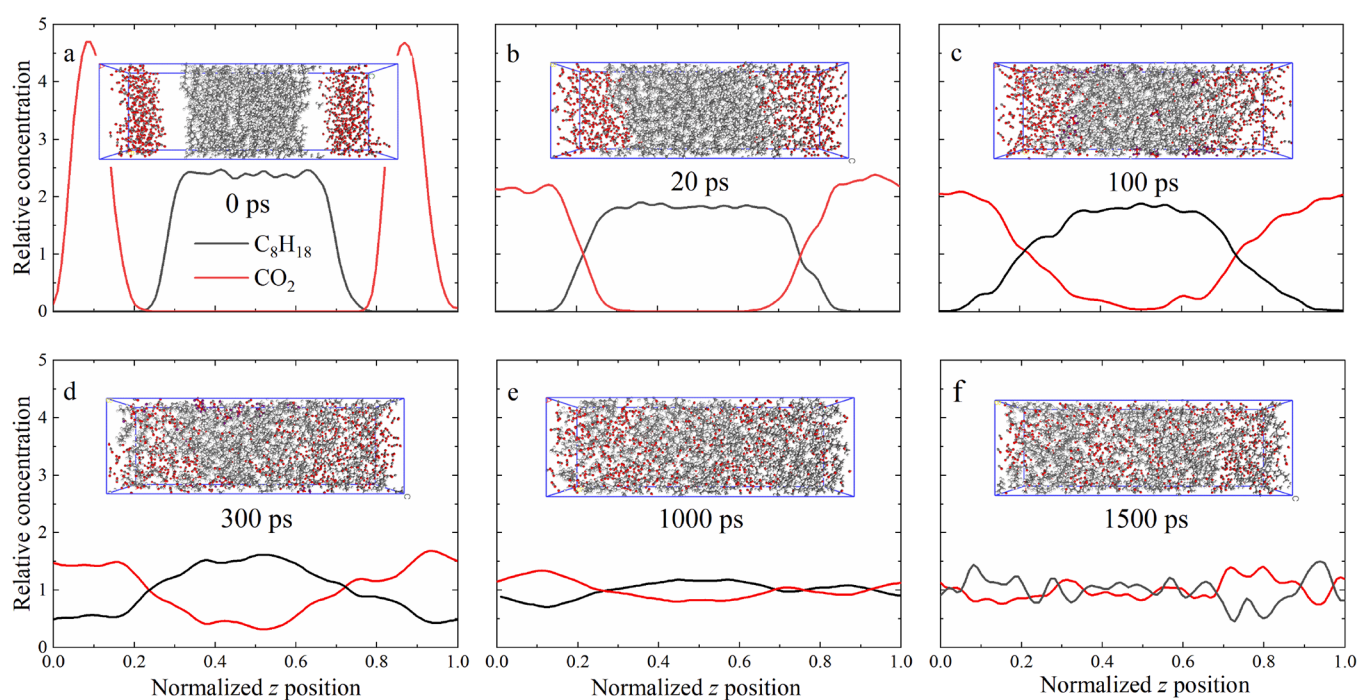 a
b
c
0 ps
20 ps
100 ps
C8H18
CO2
Relative concentration
5
4
3
2
1
0
d
e
f
300 ps
1000 ps
1500 ps
Relative concentration
5
4
3
2
1
0
0.0 0.2 0.4 0.6 0.8 1.0
0.0 0.2 0.4 0.6 0.8 1.0
0.0 0.2 0.4 0.6 0.8 1.0
Normalized z position
Normalized z position
Normalized z position